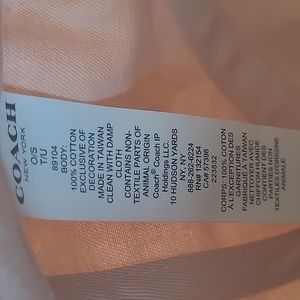 COACH
NEW YORK
O/S
T/U
89104
BODY:
100% COTTON
EXCLUSIVE OF
DECORATION
MADE IN TAIWAN
CLEAN WITH DAMP
CLOTH
CONTAINS NON-
TEXTILE PARTS OF
ANIMAL ORIGIN
Coach® Coach IP
Holdings LLC.
10 HUDSON YARDS
NY, NY
888-262-6224
RN# 132154
CA# 57398
223832
CORPS: 100% COTON
À L'EXCEPTION DES
GARNITURES
FABRIQUÉ À TAIWAN
NETTOYER AVEC
CHIFFON HUMIDE
CONTIENT DES
PARTIES NON
TEXTILES D'ORIGINE
ANIMALE